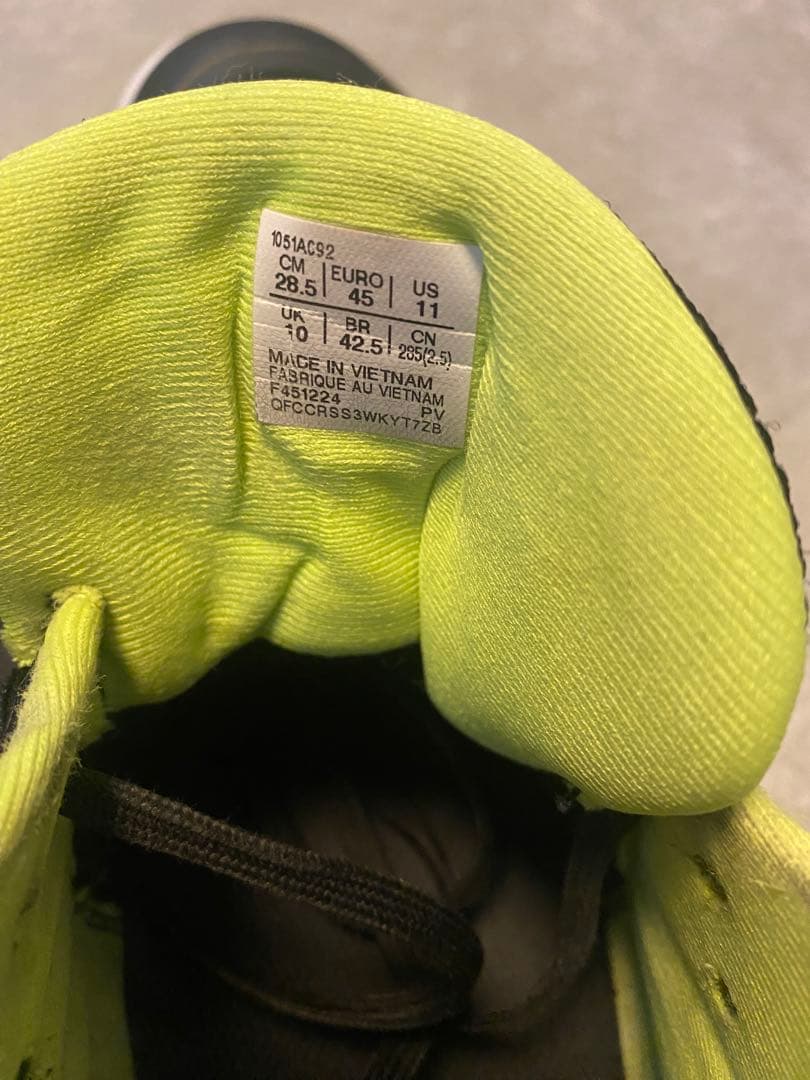 1051AC92
CM | EURO | US
28.5 | 45 | 11
UK | BR | CN
10 | 42.5 | 285(2.5)
MADE IN VIETNAM
FABRIQUE AU VIETNAM
F451224 PV
QFCCRSS3WKYT7ZB